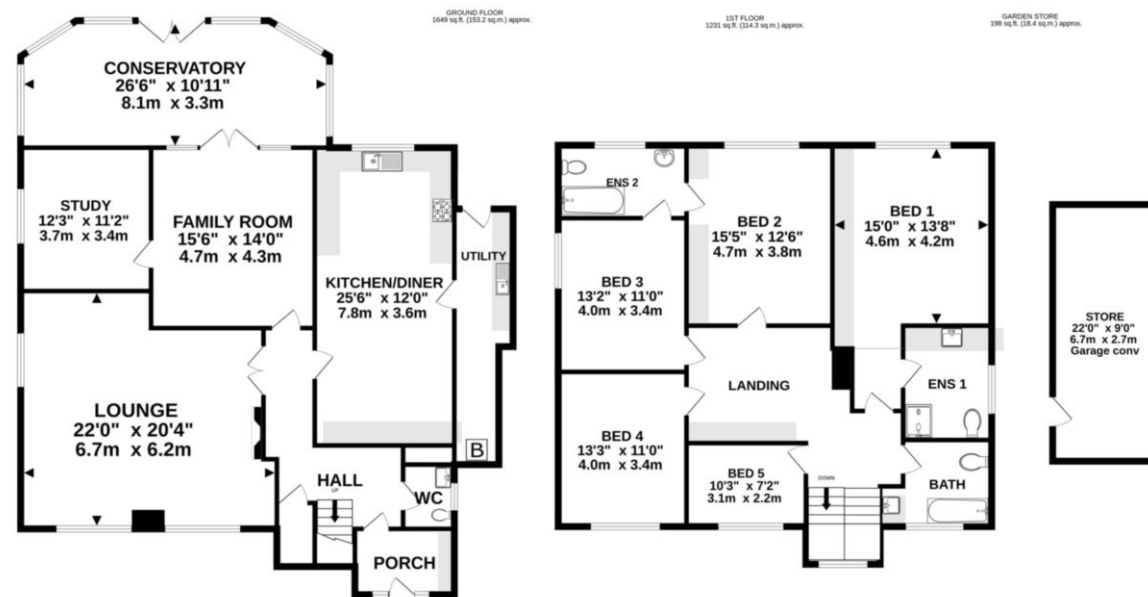 GROUND FLOOR
1649 sq.ft. (153.2 sq.m.) approx.
CONSERVATORY
26'6" x 10'11"
8.1m x 3.3m
STUDY
12'3" x 11'2"
3.7m x 3.4m
FAMILY ROOM
15'6" x 14'0"
4.7m x 4.3m
KITCHEN/DINER
25'6" x 12'0"
7.8m x 3.6m
UTILITY
LOUNGE
22'0" x 20'4"
6.7m x 6.2m
B
HALL
UP
WC
PORCH
1ST FLOOR
1231 sq.ft. (114.3 sq.m.) approx.
ENS 2
BED 2
15'5" x 12'6"
4.7m x 3.8m
BED 1
15'0" x 13'8"
4.6m x 4.2m
BED 3
13'2" x 11'0"
4.0m x 3.4m
LANDING
ENS 1
BED 4
13'3" x 11'0"
4.0m x 3.4m
BED 5
10'3" x 7'2"
3.1m x 2.2m
DOWN
BATH
GARDEN STORE
198 sq.ft. (18.4 sq.m.) approx.
STORE
22'0" x 9'0"
6.7m x 2.7m
Garage conv